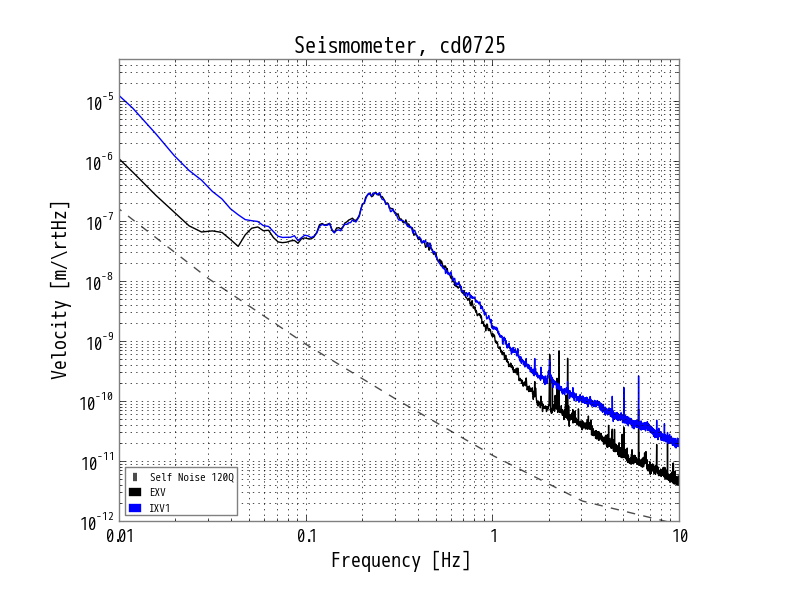 Seismometer, cd0725
Velocity [m/\rtHz]
10^-5
10^-6
10^-7
10^-8
10^-9
10^-10
10^-11
10^-12
Self Noise 120Q
EXV
IXV1
0.01
0.1
1
10
Frequency [Hz]